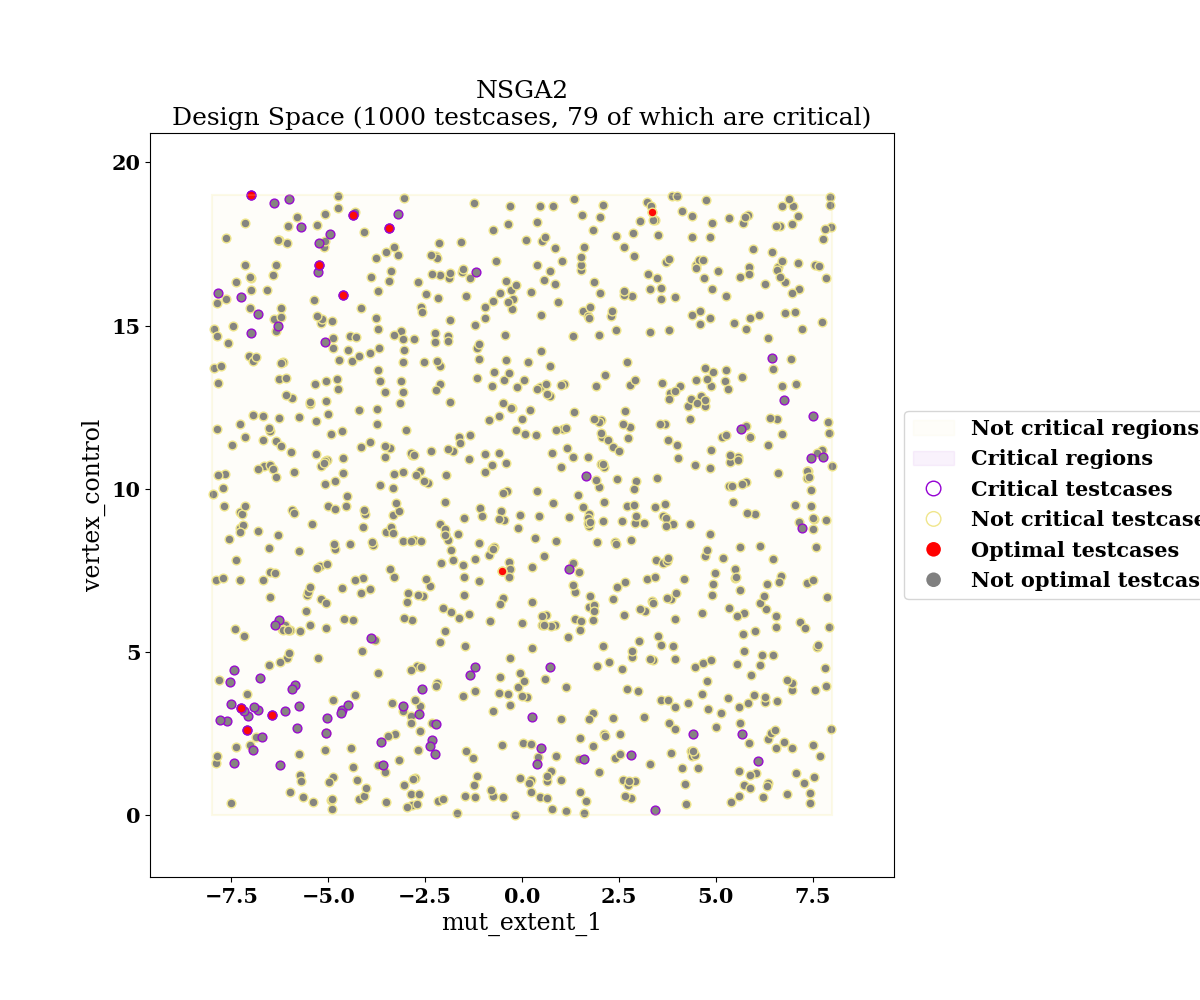 NSGA2
Design Space (1000 testcases, 79 of which are critical)
20
15
10
5
0
vertex_control
−7.5
−5.0
−2.5
0.0
2.5
5.0
7.5
mut_extent_1
Not critical regions
Critical regions
Critical testcases
Not critical testcase
Optimal testcases
Not optimal testcas